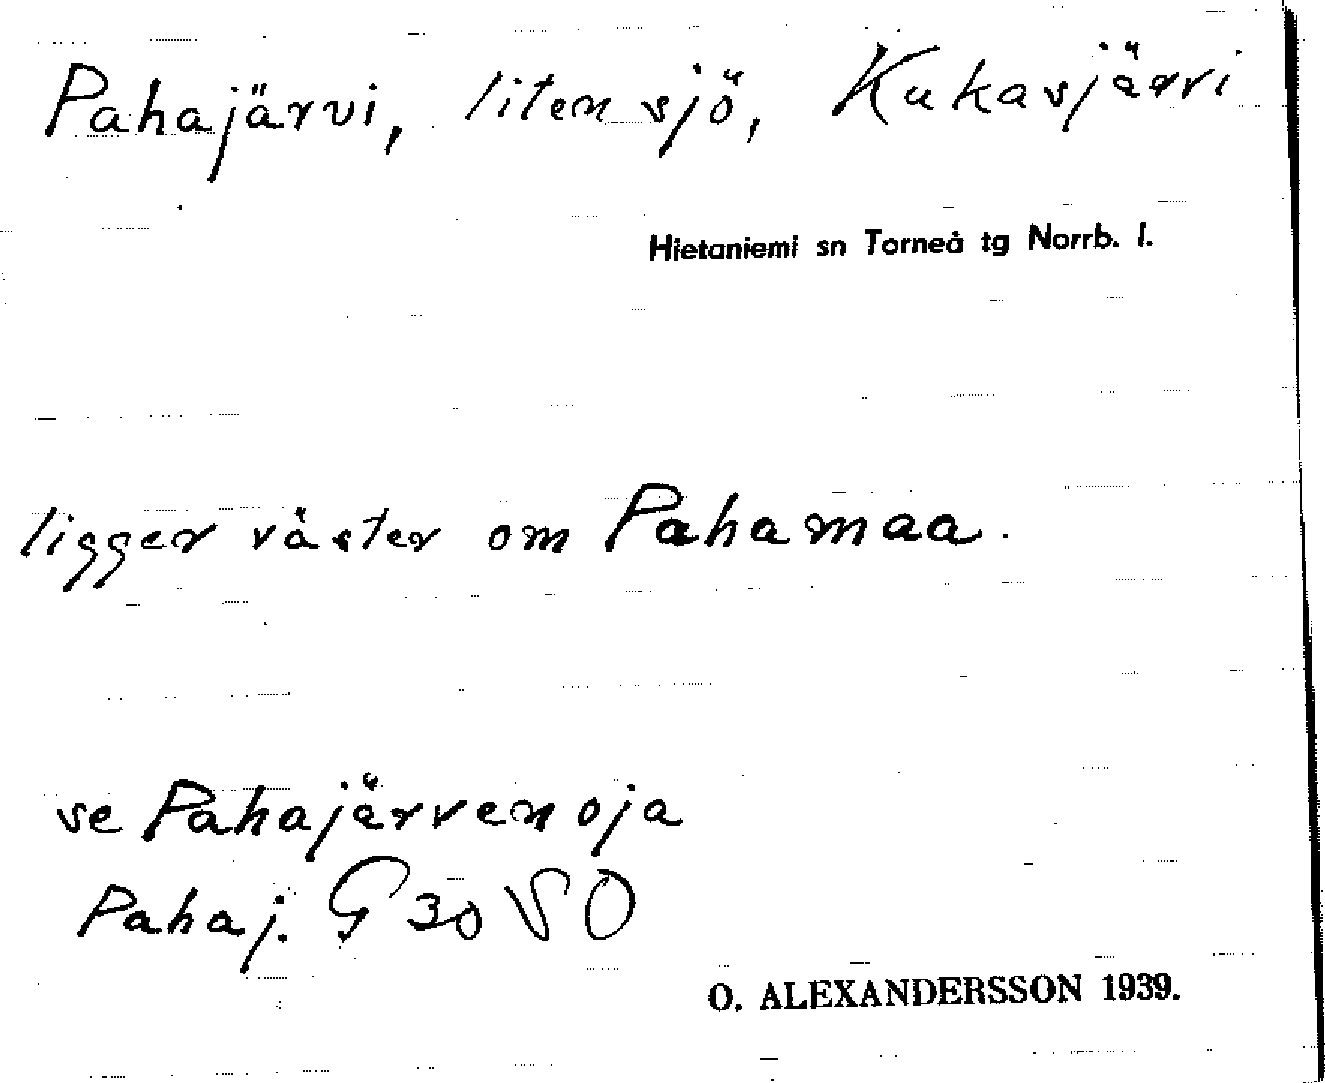 Pahajärvi, liten sjö, Kukasjärvi
Hietaniemi sn Torneå tg Norrb. l.
ligger väster om Pahamaa.
se Pahajärvenoja
Pahaj. G 30 SO
O. ALEXANDERSSON 1939.